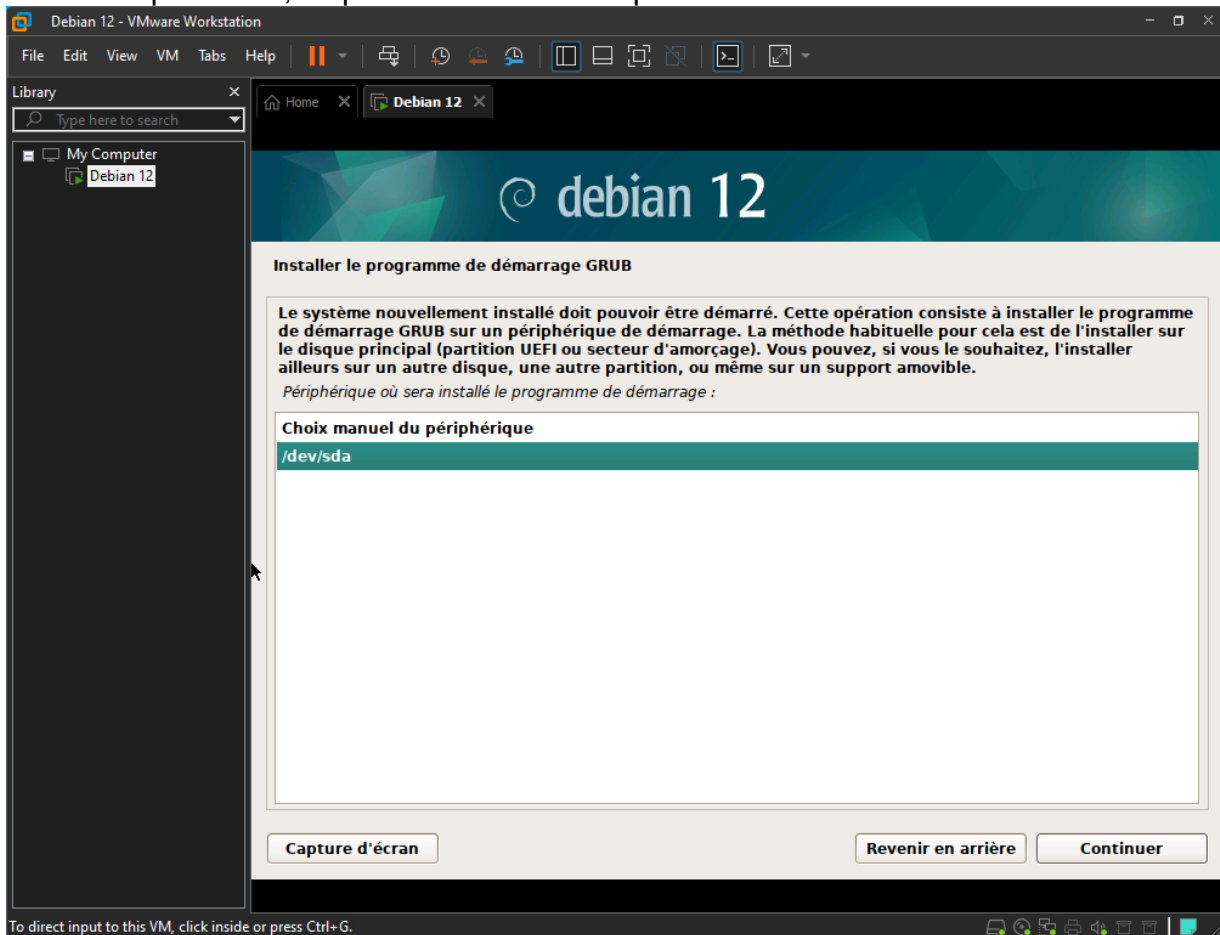 Debian 12 - VMware Workstation
File Edit View VM Tabs Help
Library
Type here to search
My Computer
Debian 12
Home
Debian 12
debian 12
Installer le programme de démarrage GRUB
Le système nouvellement installé doit pouvoir être démarré. Cette opération consiste à installer le programme
de démarrage GRUB sur un périphérique de démarrage. La méthode habituelle pour cela est de l'installer sur
le disque principal (partition UEFI ou secteur d'amorçage). Vous pouvez, si vous le souhaitez, l'installer
ailleurs sur un autre disque, une autre partition, ou même sur un support amovible.
Périphérique où sera installé le programme de démarrage :
Choix manuel du périphérique
/dev/sda
Capture d'écran
Revenir en arrière
Continuer
To direct input to this VM, click inside or press Ctrl+G.